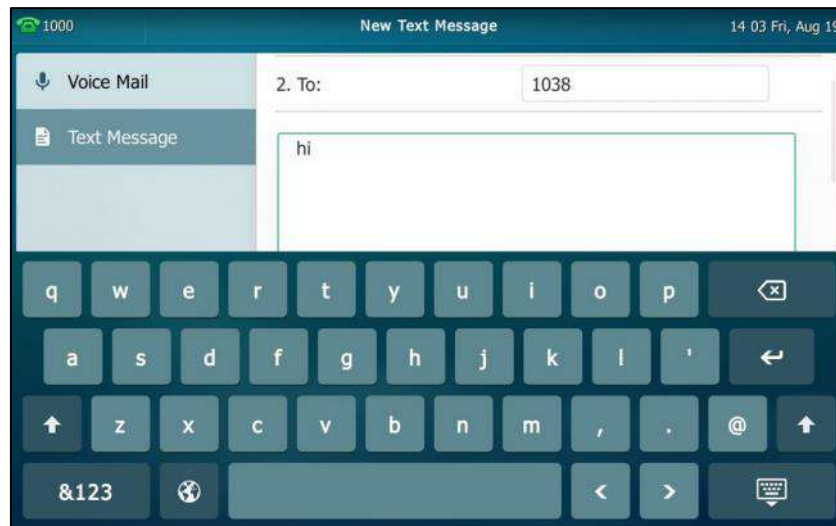 1000 New Text Message 14 03 Fri, Aug 19
Voice Mail
2. To: 1038
Text Message
hi
q w e r t y u i o p
a s d f g h j k l '
z x c v b n m , . @
&123 < >